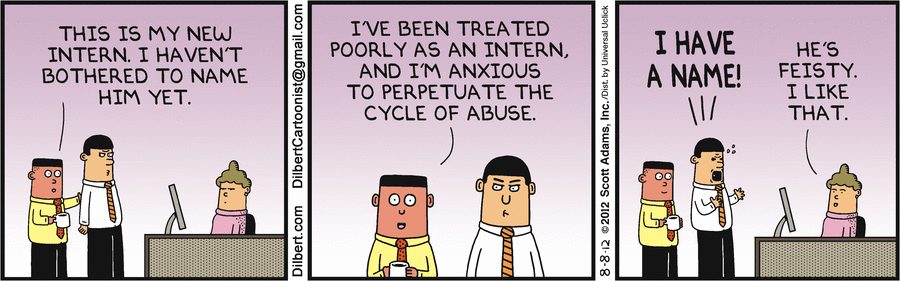 THIS IS MY NEW
INTERN. I HAVEN'T
BOTHERED TO NAME
HIM YET.
Dilbert.com DilbertCartoonist@gmail.com
I'VE BEEN TREATED
POORLY AS AN INTERN,
AND I'M ANXIOUS
TO PERPETUATE THE
CYCLE OF ABUSE.
8-8-12 © 2012 Scott Adams, Inc. /Dist. by Universal Uclick
I HAVE
A NAME!
HE'S
FEISTY.
I LIKE
THAT.